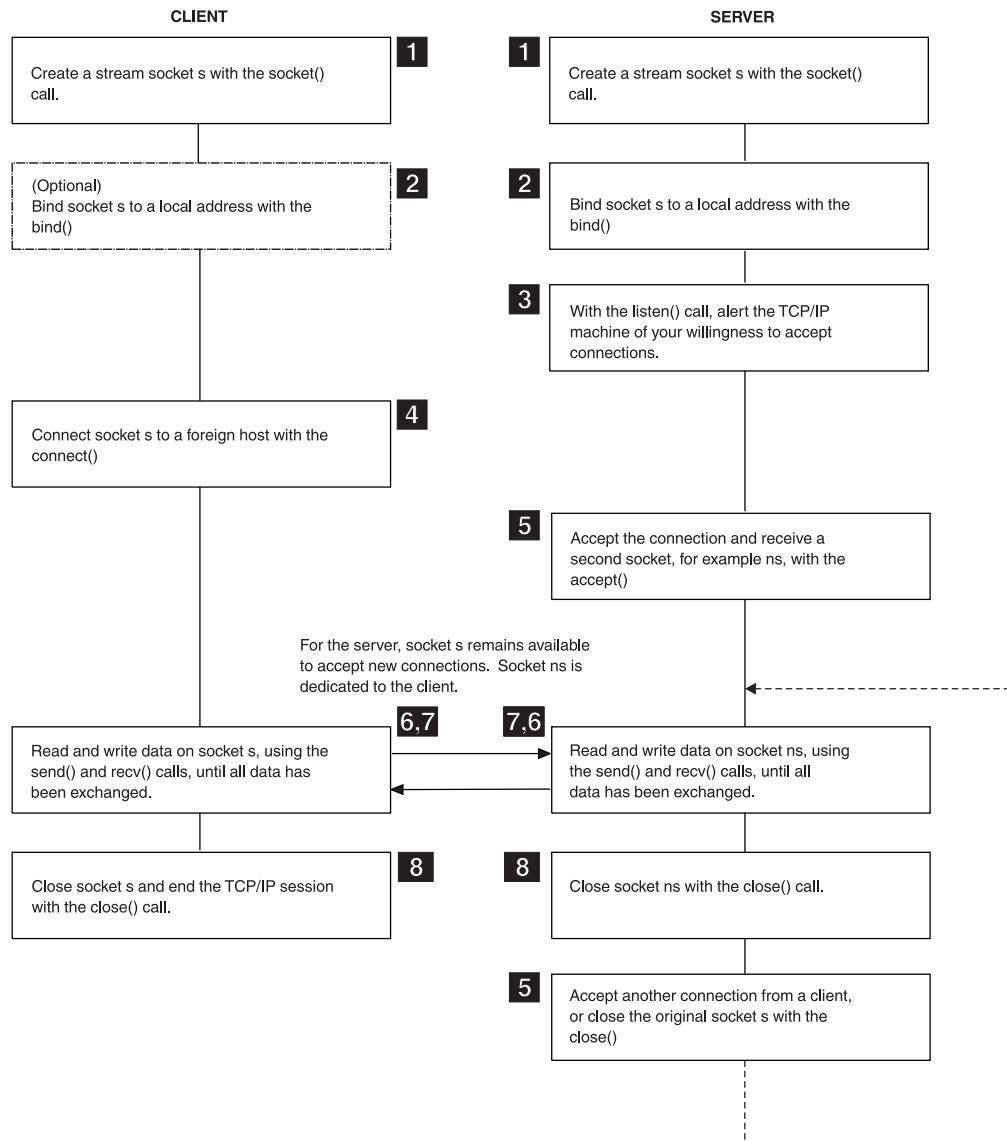 CLIENT
SERVER
1
1
Create a stream socket s with the socket()
call.
Create a stream socket s with the socket()
call.
2
2
(Optional)
Bind socket s to a local address with the
bind()
Bind socket s to a local address with the
bind()
3
With the listen() call, alert the TCP/IP
machine of your willingness to accept
connections.
4
Connect socket s to a foreign host with the
connect()
5
Accept the connection and receive a
second socket, for example ns, with the
accept()
For the server, socket s remains available
to accept new connections.  Socket ns is
dedicated to the client.
6,7
7,6
Read and write data on socket s, using the
send() and recv() calls, until all data has
been exchanged.
Read and write data on socket ns, using
the send() and recv() calls, until all
data has been exchanged.
8
8
Close socket s and end the TCP/IP session
with the close() call.
Close socket ns with the close() call.
5
Accept another connection from a client,
or close the original socket s with the
close()